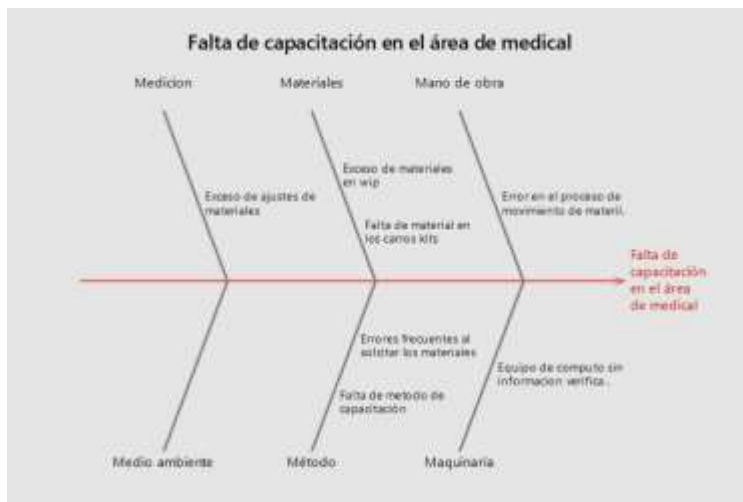 Falta de capacitación en el área de medical
Medicion
Materiales
Mano de obra
Exceso de ajustes de
materiales
Exceso de materiales
en wip
Falta de material en
los carros kits
Error en el proceso de
movimiento de materil.
Falta de
capacitación
en el área
de medical
Errores frecuentes al
solcitar los materiales
Falta de metodo de
capacitación
Equipo de computo sin
informacion verifica..
Medio ambiente
Método
Maquinaria